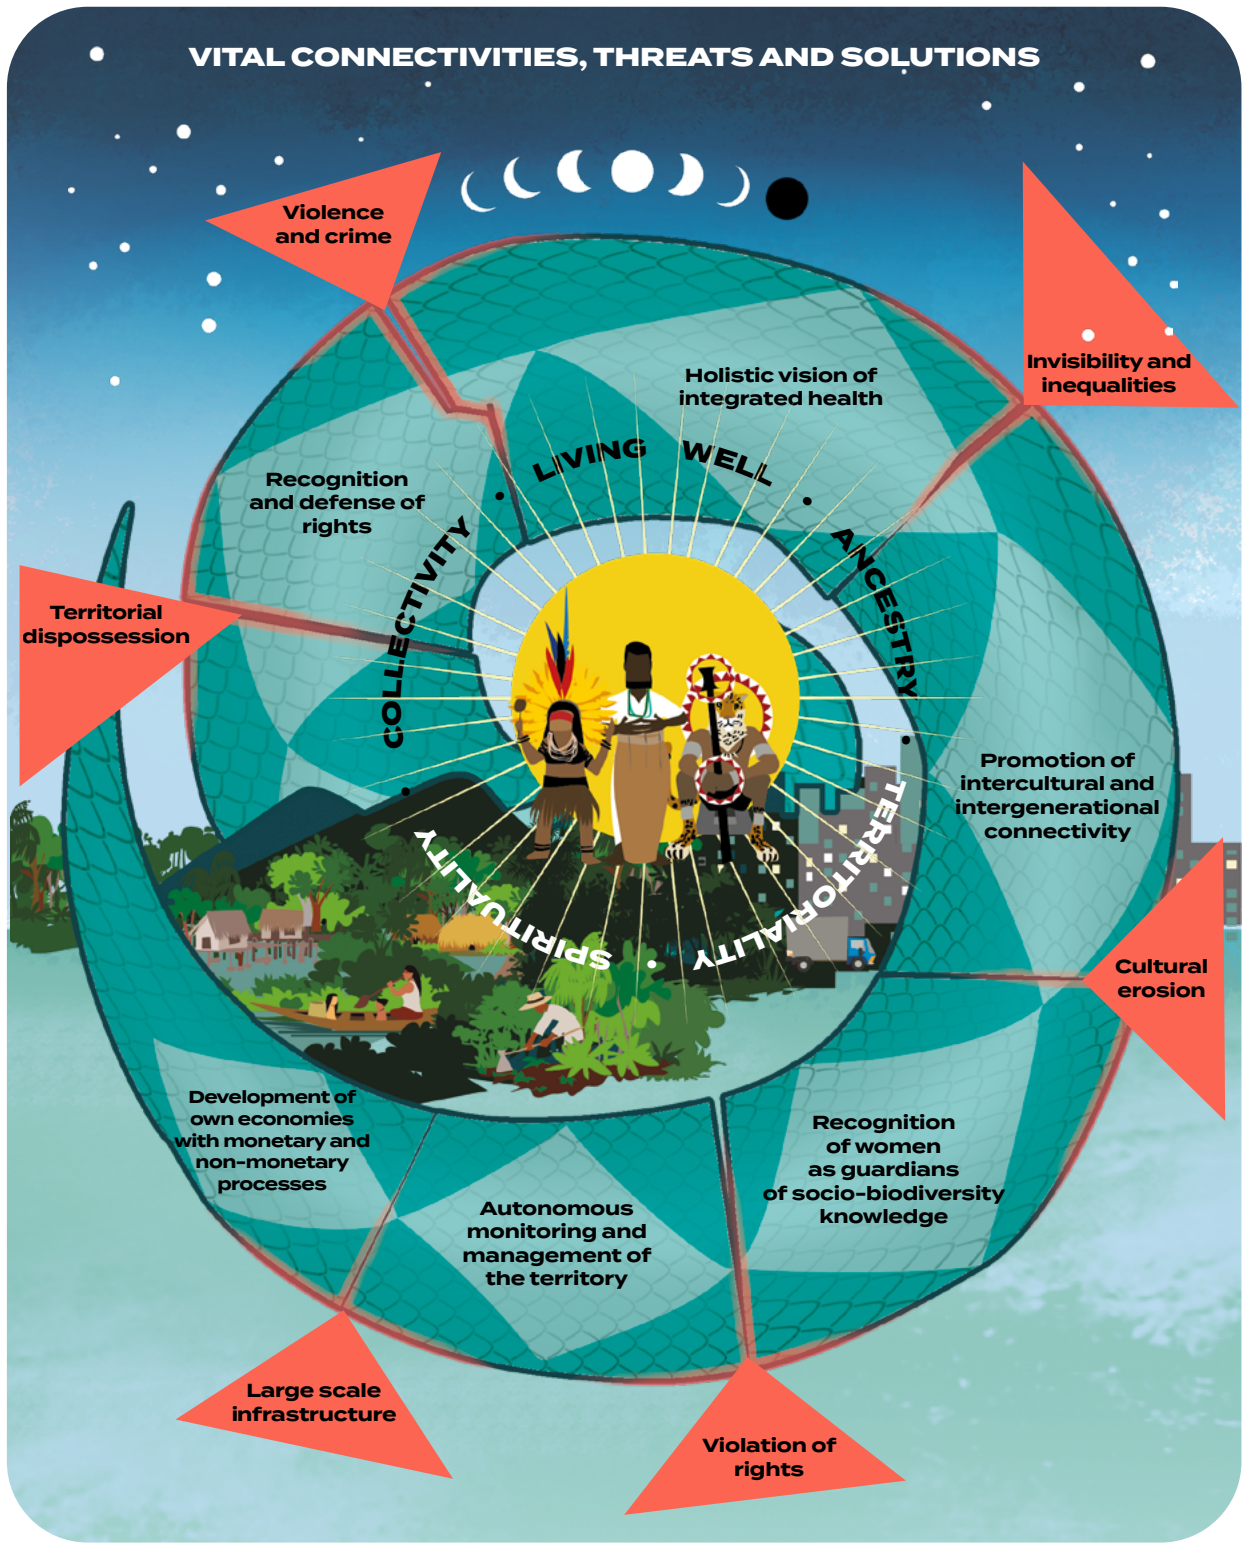 VITAL CONNECTIVITIES, THREATS AND SOLUTIONS
Violence
and crime
Invisibility and
inequalities
Holistic vision of
integrated health
Recognition
and defense of
rights
LIVING WELL • ANCESTRY • TERRITORIALITY • SPIRITUALITY • COLLECTIVITY •
Territorial
dispossession
Promotion of
intercultural and
intergenerational
connectivity
Cultural
erosion
Development of
own economies
with monetary and
non-monetary
processes
Recognition
of women
as guardians
of socio-biodiversity
knowledge
Autonomous
monitoring and
management of
the territory
Large scale
infrastructure
Violation of
rights